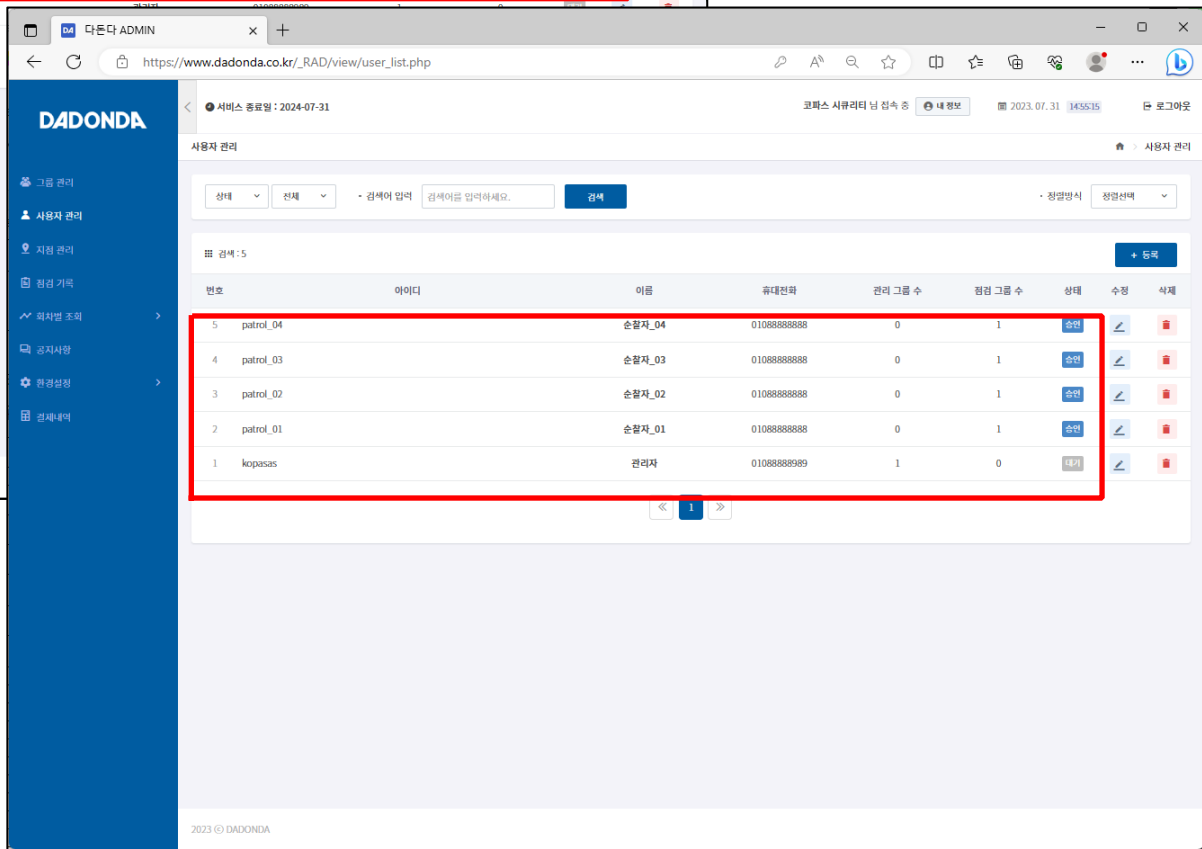 관리자 01088888989 1 0 대기
DA 다돈다 ADMIN
https://www.dadonda.co.kr/_RAD/view/user_list.php
DADONDA
서비스 종료일 : 2024-07-31
코파스 시큐리티 님 접속 중 내 정보 2023. 07. 31 14:55:15 로그아웃
사용자 관리
사용자 관리
그룹 관리
사용자 관리
지점 관리
점검 기록
회차별 조회
공지사항
환경설정
결제내역
상태 전체 · 검색어 입력 검색어를 입력하세요. 검색 · 정렬방식 정렬선택
검색 : 5
+ 등록
번호 아이디 이름 휴대전화 관리 그룹 수 점검 그룹 수 상태 수정 삭제
5 patrol_04 순찰자_04 01088888888 0 1 승인
4 patrol_03 순찰자_03 01088888888 0 1 승인
3 patrol_02 순찰자_02 01088888888 0 1 승인
2 patrol_01 순찰자_01 01088888888 0 1 승인
1 kopasas 관리자 01088888989 1 0 대기
1
2023 ⓒ DADONDA